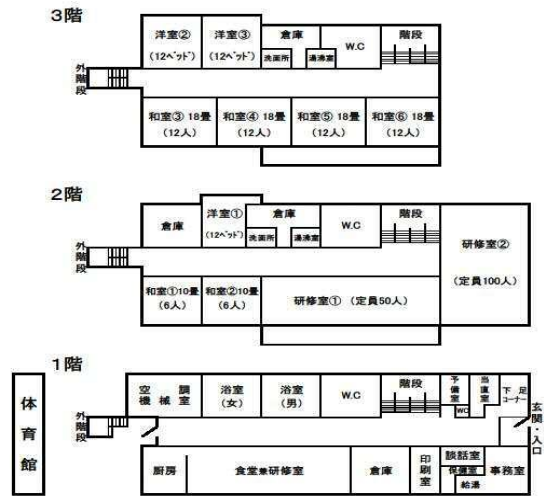 3階
洋室②
(12ベッド)
洋室③
(12ベッド)
倉庫
洗面所
湯沸室
W.C
階段
外階段
和室③ 18畳
(12人)
和室④ 18畳
(12人)
和室⑤ 18畳
(12人)
和室⑥ 18畳
(12人)
2階
倉庫
洋室①
(12ベッド)
倉庫
洗面所
湯沸室
W.C
階段
研修室②
(定員100人)
外階段
和室①10畳
(6人)
和室②10畳
(6人)
研修室① (定員50人)
1階
体育館
空調
機械室
浴室
(女)
浴室
(男)
W.C
階段
予備室
WC
当直室
下足
コーナー
玄関・入口
外階段
厨房
食堂兼研修室
倉庫
印刷室
談話室
保健室
給湯
事務室